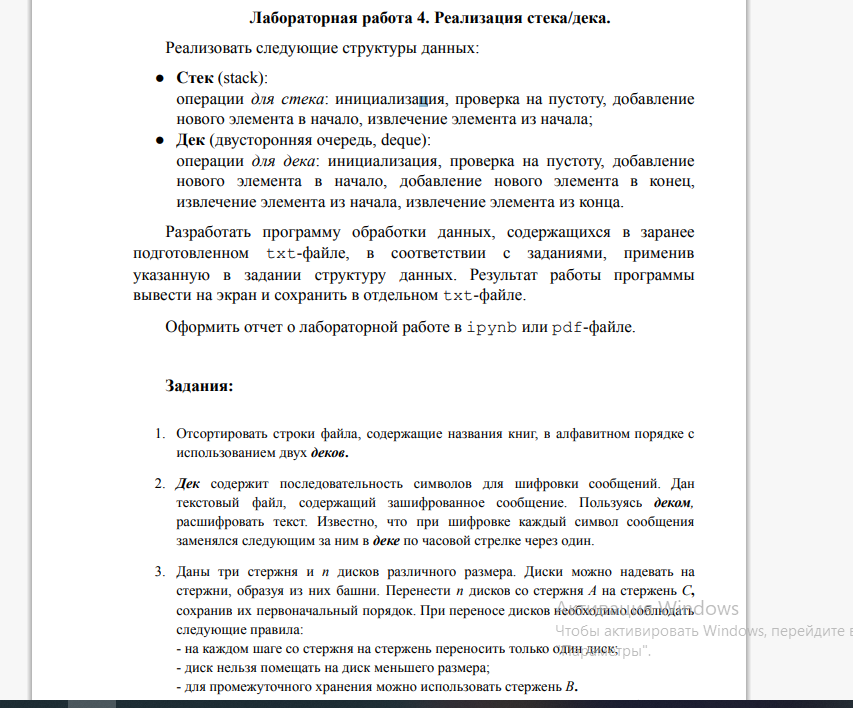 Лабораторная работа 4. Реализация стека/дека.
Реализовать следующие структуры данных:
● Стек (stack):
операции для стека: инициализация, проверка на пустоту, добавление
нового элемента в начало, извлечение элемента из начала;
● Дек (двусторонняя очередь, deque):
операции для дека: инициализация, проверка на пустоту, добавление
нового элемента в начало, добавление нового элемента в конец,
извлечение элемента из начала, извлечение элемента из конца.
Разработать программу обработки данных, содержащихся в заранее
подготовленном txt-файле, в соответствии с заданиями, применив
указанную в задании структуру данных. Результат работы программы
вывести на экран и сохранить в отдельном txt-файле.
Оформить отчет о лабораторной работе в ipynb или pdf-файле.
Задания:
1. Отсортировать строки файла, содержащие названия книг, в алфавитном порядке с
использованием двух деков.
2. Дек содержит последовательность символов для шифровки сообщений. Дан
текстовый файл, содержащий зашифрованное сообщение. Пользуясь деком,
расшифровать текст. Известно, что при шифровке каждый символ сообщения
заменялся следующим за ним в деке по часовой стрелке через один.
3. Даны три стержня и n дисков различного размера. Диски можно надевать на
стержни, образуя из них башни. Перенести n дисков со стержня А на стержень С,
сохранив их первоначальный порядок. При переносе дисков необходимо соблюдать
следующие правила:
- на каждом шаге со стержня на стержень переносить только один диск;
- диск нельзя помещать на диск меньшего размера;
- для промежуточного хранения можно использовать стержень В.
Активация Windows
Чтобы активировать Windows, перейдите в
"Параметры".